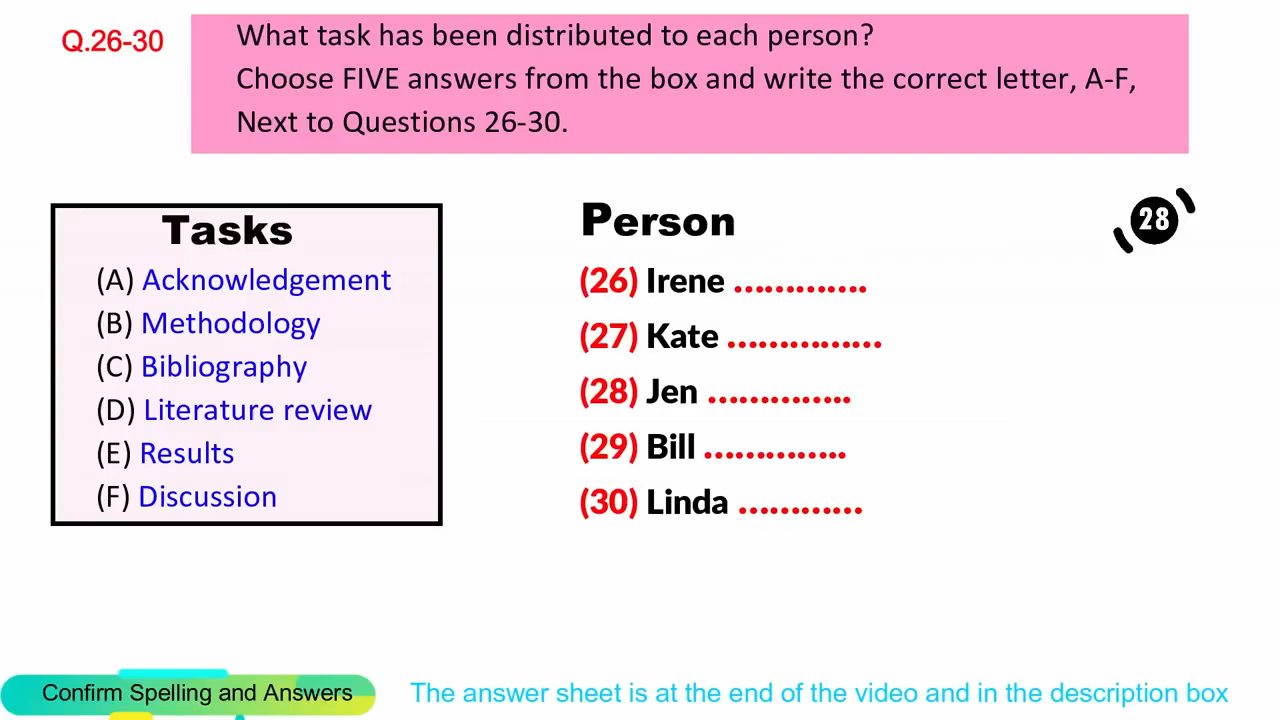 Q.26-30
What task has been distributed to each person?
Choose FIVE answers from the box and write the correct letter, A-F,
Next to Questions 26-30.
Tasks
(A) Acknowledgement
(B) Methodology
(C) Bibliography
(D) Literature review
(E) Results
(F) Discussion
Person
(26) Irene .............
(27) Kate ...............
(28) Jen ..............
(29) Bill ..............
(30) Linda ............
28
Confirm Spelling and Answers
The answer sheet is at the end of the video and in the description box